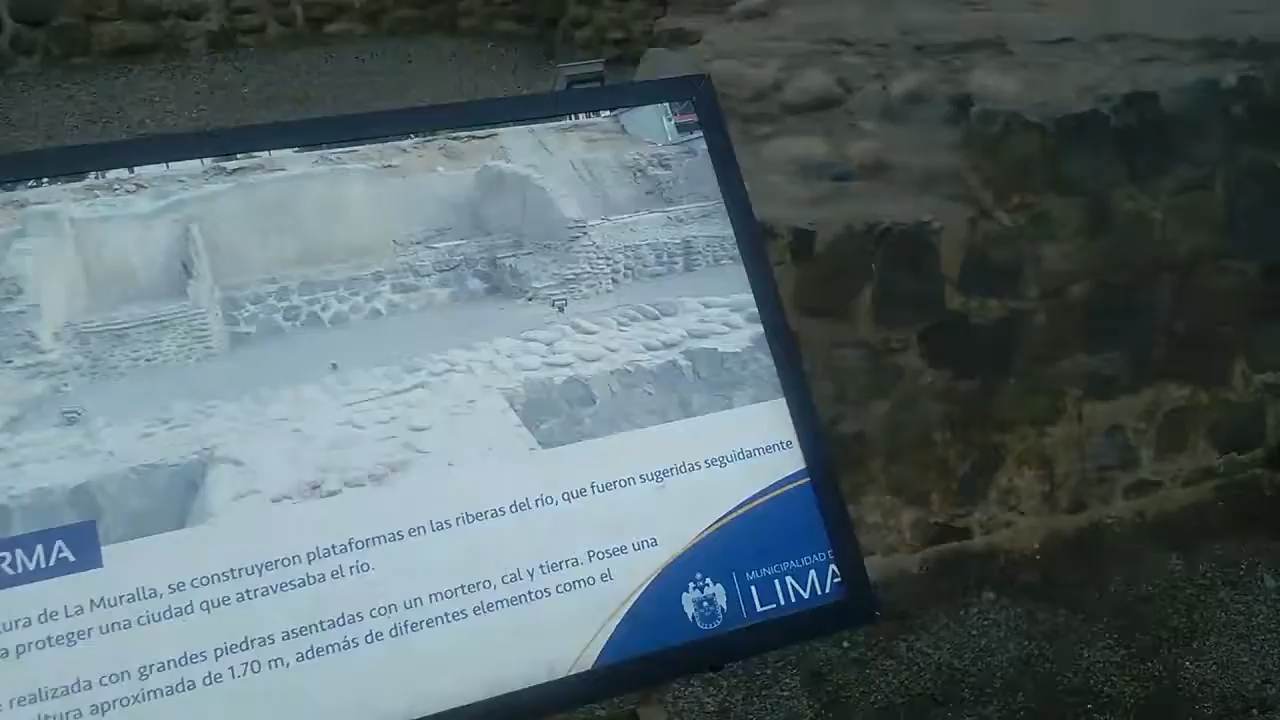 RMA
ura de La Muralla, se construyeron plataformas en las riberas del río, que fueron sugeridas seguidamente
a proteger una ciudad que atravesaba el río.
realizada con grandes piedras asentadas con un mortero, cal y tierra. Posee una
ltura aproximada de 1.70 m, además de diferentes elementos como el
MUNICIPALIDAD D
LIMA